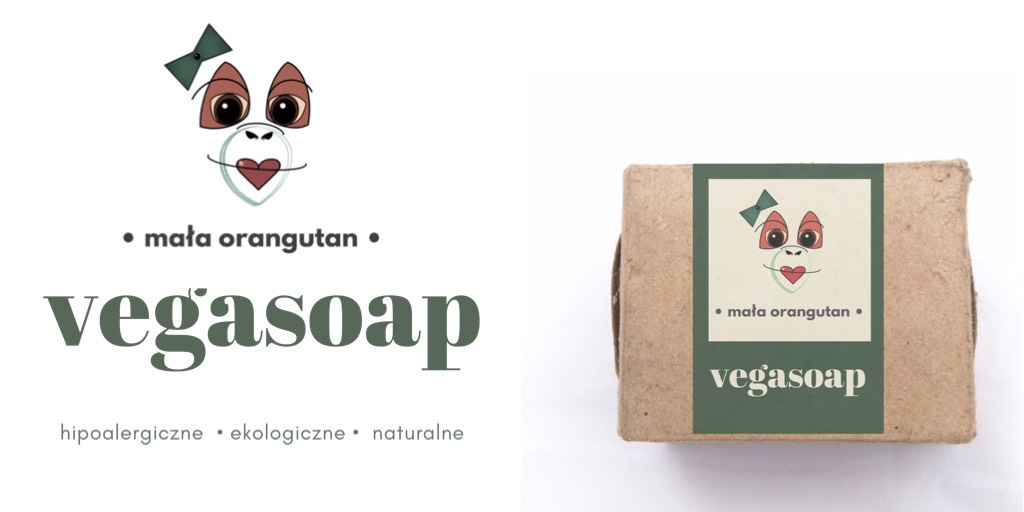 • mała orangutan •
vegasoap
hipoalergiczne • ekologiczne • naturalne
• mała orangutan •
vegasoap